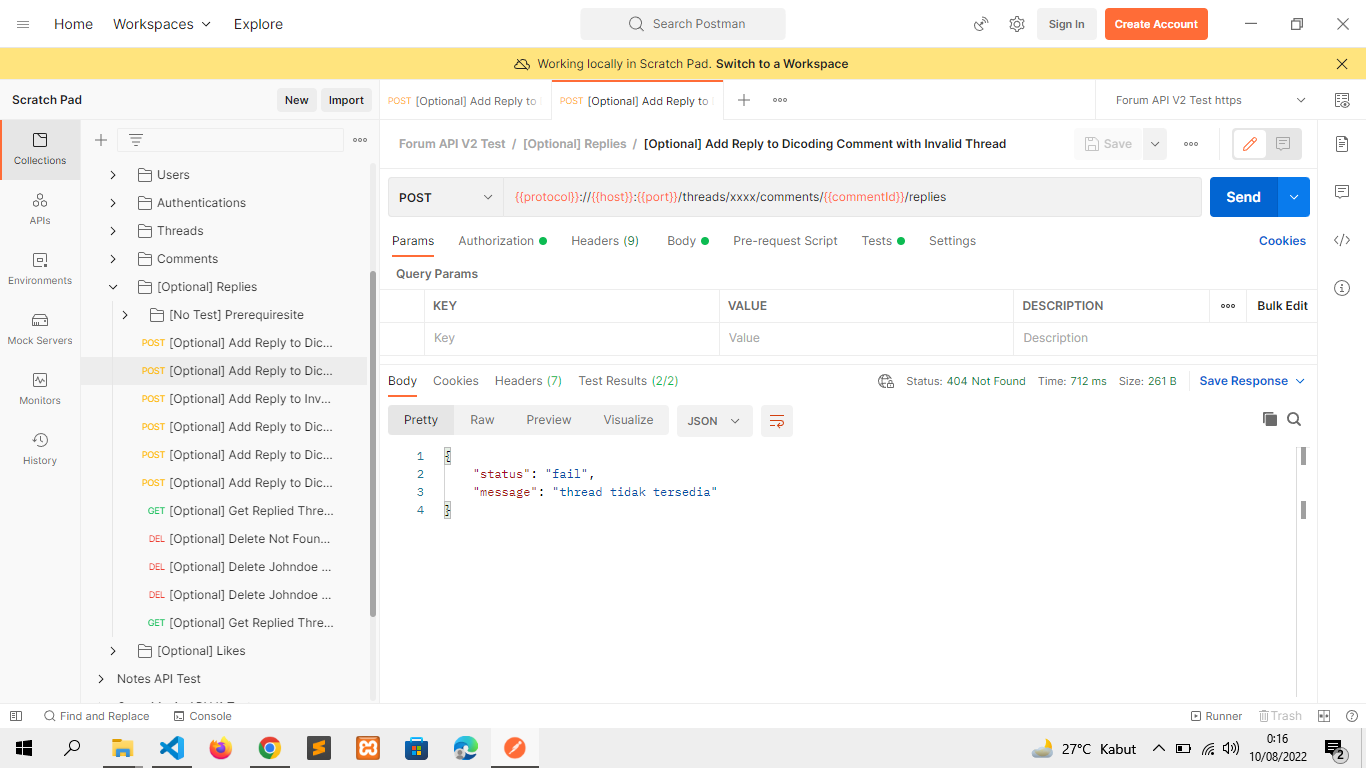 Home Workspaces Explore Search Postman Sign In Create Account
Working locally in Scratch Pad. Switch to a Workspace
Scratch Pad New Import
POST [Optional] Add Reply to POST [Optional] Add Reply to Forum API V2 Test https
Collections
APIs
Environments
Mock Servers
Monitors
History
Users
Authentications
Threads
Comments
[Optional] Replies
[No Test] Prerequiresite
POST [Optional] Add Reply to Dic...
POST [Optional] Add Reply to Dic...
POST [Optional] Add Reply to Inv...
POST [Optional] Add Reply to Dic...
POST [Optional] Add Reply to Dic...
POST [Optional] Add Reply to Dic...
GET [Optional] Get Replied Thre...
DEL [Optional] Delete Not Foun...
DEL [Optional] Delete Johndoe ...
DEL [Optional] Delete Johndoe ...
GET [Optional] Get Replied Thre...
[Optional] Likes
Notes API Test
Forum API V2 Test / [Optional] Replies / [Optional] Add Reply to Dicoding Comment with Invalid Thread Save
POST {{protocol}}://{{host}}:{{port}}/threads/xxxx/comments/{{commentId}}/replies Send
Params Authorization Headers (9) Body Pre-request Script Tests Settings Cookies
Query Params
KEY VALUE DESCRIPTION Bulk Edit
Key Value Description
Body Cookies Headers (7) Test Results (2/2) Status: 404 Not Found Time: 712 ms Size: 261 B Save Response
Pretty Raw Preview Visualize JSON
1 {
2 "status": "fail",
3 "message": "thread tidak tersedia"
4 }
Find and Replace Console Runner Trash
27°C Kabut 0:16
10/08/2022 2